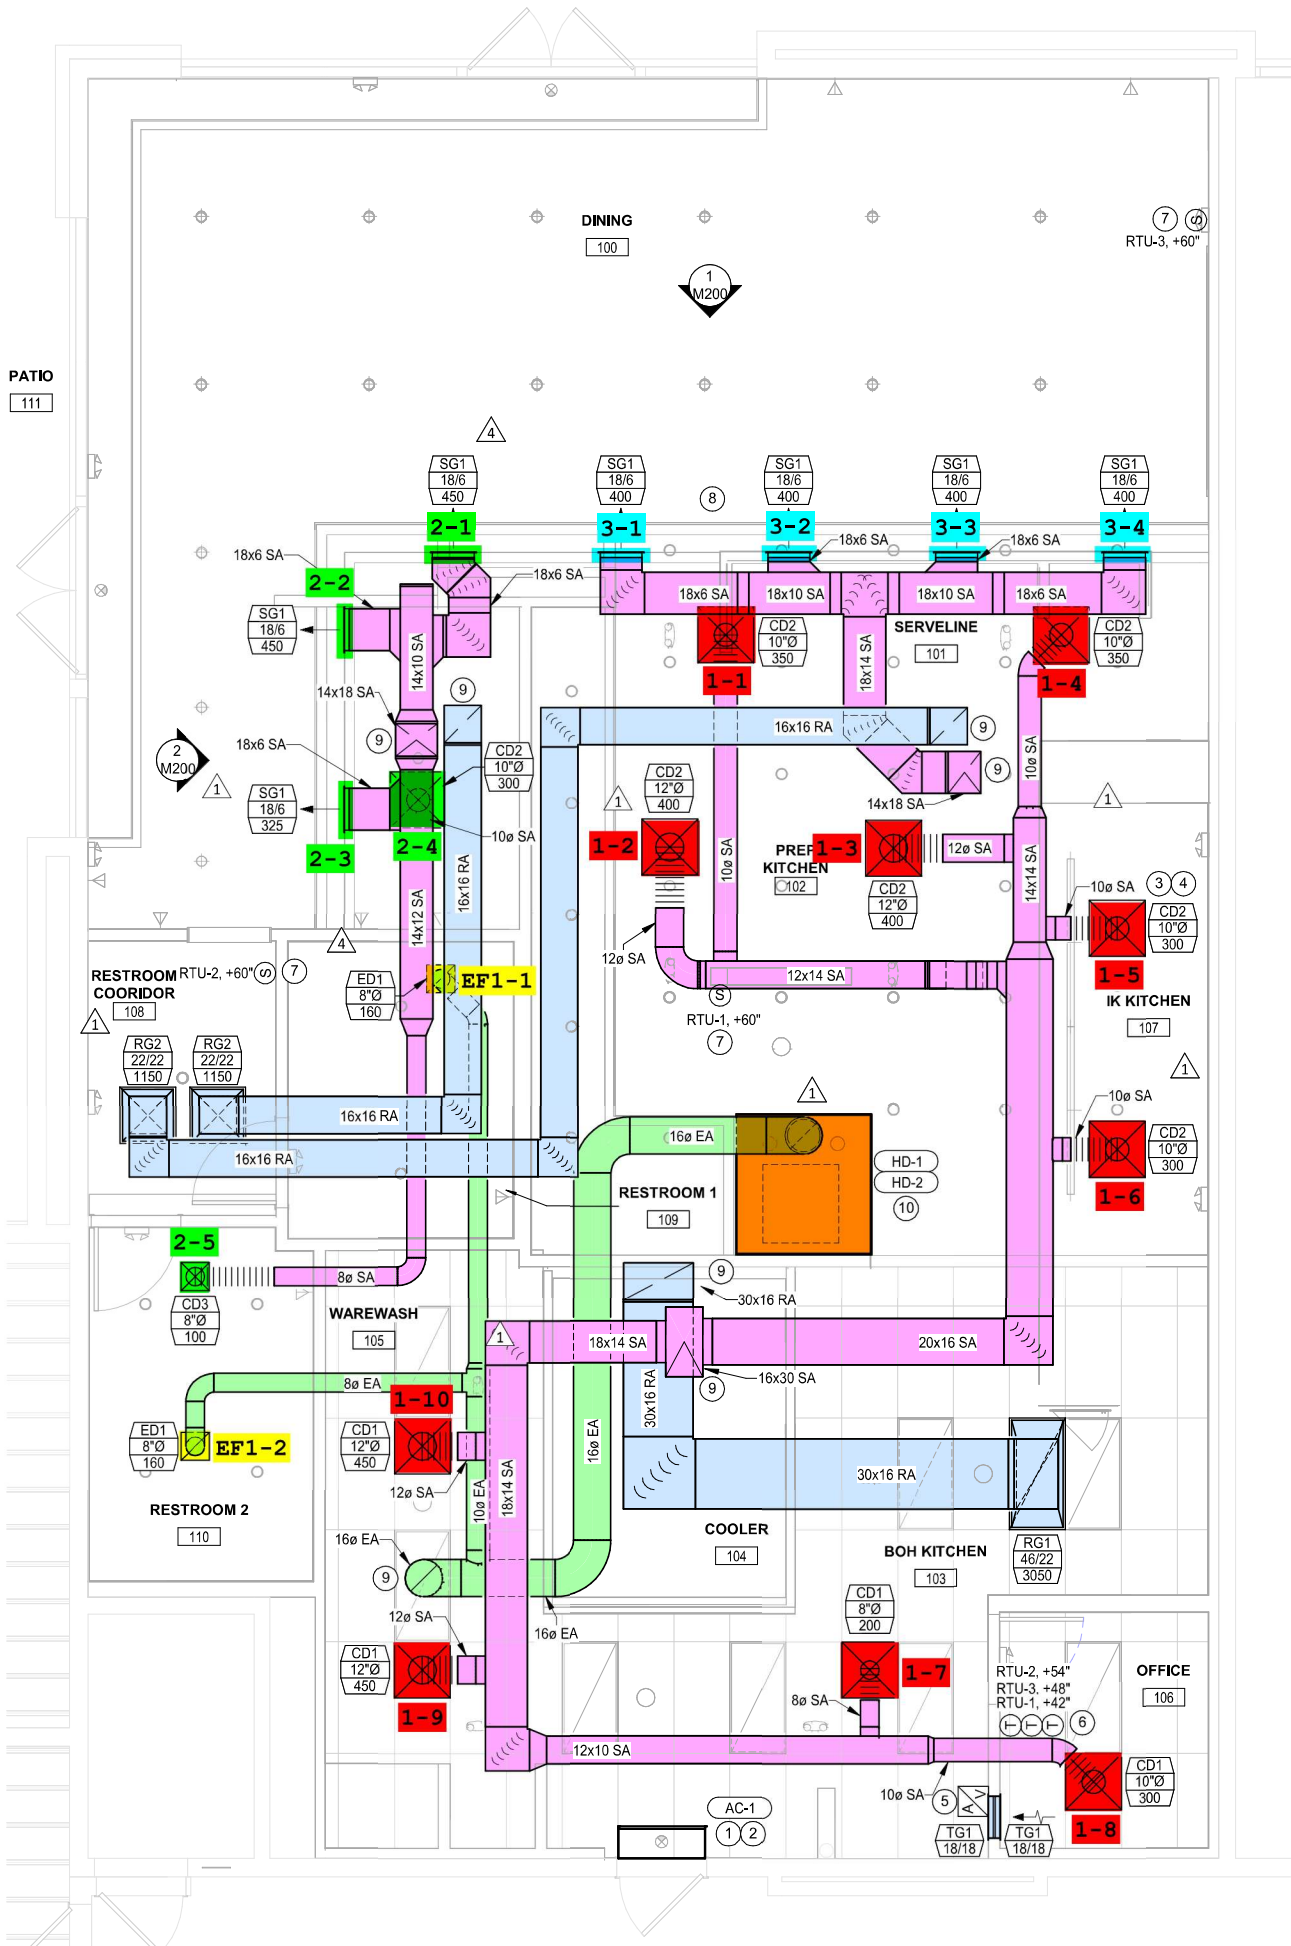 DINING
100
7
S
RTU-3, +60"
1
M200
PATIO
111
4
SG1
18/6
450
SG1
18/6
400
8
SG1
18/6
400
SG1
18/6
400
SG1
18/6
400
2-1
3-1
3-2
3-3
3-4
18x6 SA
18x6 SA
18x6 SA
2-2
18x6 SA
18x6 SA
18x10 SA
18x10 SA
18x6 SA
SG1
18/6
450
14x10 SA
CD2
10"Ø
350
SERVELINE
101
CD2
10"Ø
350
18x14 SA
1-1
1-4
14x18 SA
9
16x16 RA
9
9
18x6 SA
2
M200
1
CD2
10"Ø
300
CD2
12"Ø
400
9
10ø SA
SG1
18/6
325
1
14x18 SA
1
10ø SA
2-3
2-4
1-2
PREP
KITCHEN
102
1-3
12ø SA
16x16 RA
10ø SA
14x14 SA
CD2
12"Ø
400
10ø SA
3
4
CD2
10"Ø
300
14x12 SA
4
12ø SA
RESTROOM
COORIDOR
108
RTU-2, +60"
S
7
ED1
8"Ø
160
EF1-1
12x14 SA
1-5
S
RTU-1, +60"
7
IK KITCHEN
107
1
RG2
22/22
1150
RG2
22/22
1150
1
1
16x16 RA
16ø EA
10ø SA
CD2
10"Ø
300
16x16 RA
HD-1
HD-2
10
1-6
RESTROOM 1
109
2-5
8ø SA
CD3
8"Ø
100
9
30x16 RA
WAREWASH
105
1
18x14 SA
20x16 SA
16x30 SA
9
8ø EA
1-10
30x16 RA
ED1
8"Ø
160
EF1-2
CD1
12"Ø
450
16ø EA
30x16 RA
12ø SA
10ø EA
18x14 SA
RESTROOM 2
110
16ø EA
9
COOLER
104
BOH KITCHEN
103
RG1
46/22
3050
CD1
8"Ø
200
12ø SA
16ø EA
CD1
12"Ø
450
1-7
RTU-2, +54"
RTU-3, +48"
RTU-1, +42"
OFFICE
106
1-9
8ø SA
T
T
T
6
12x10 SA
CD1
10"Ø
300
10ø SA
5
A
V
AC-1
1
2
TG1
18/18
TG1
18/18
1-8